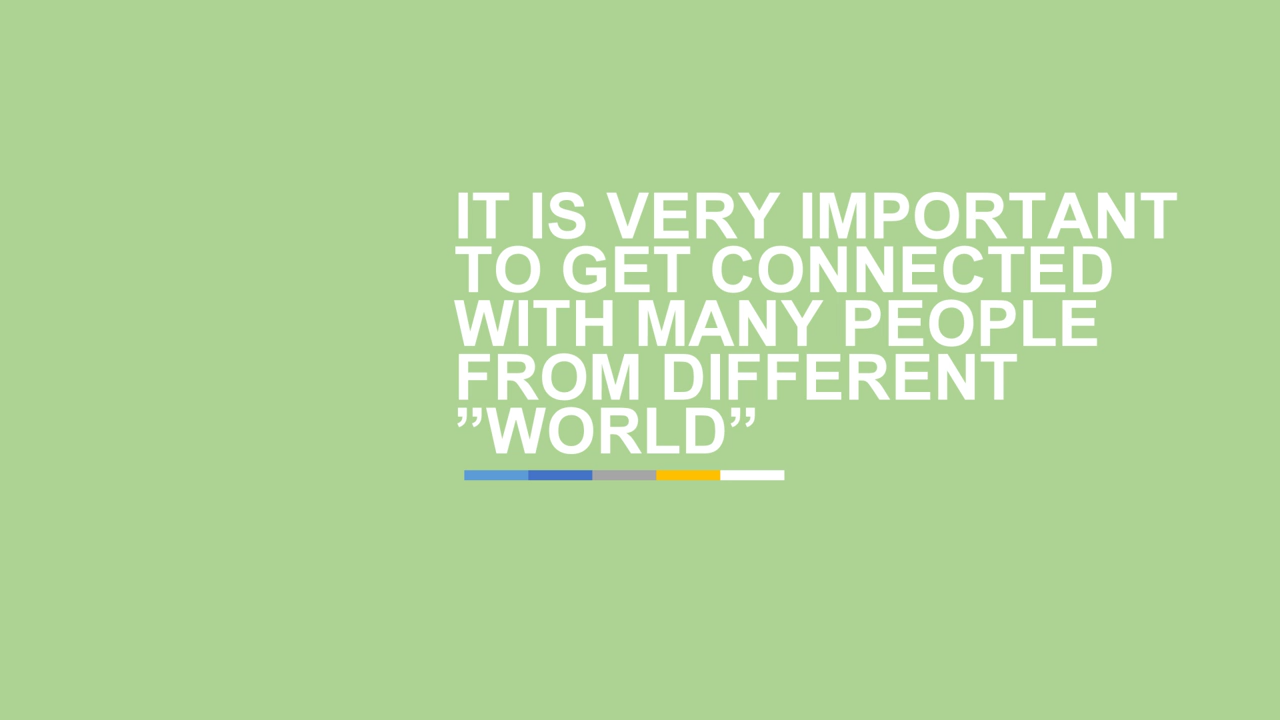 IT IS VERY IMPORTANT
TO GET CONNECTED
WITH MANY PEOPLE
FROM DIFFERENT
”WORLD”